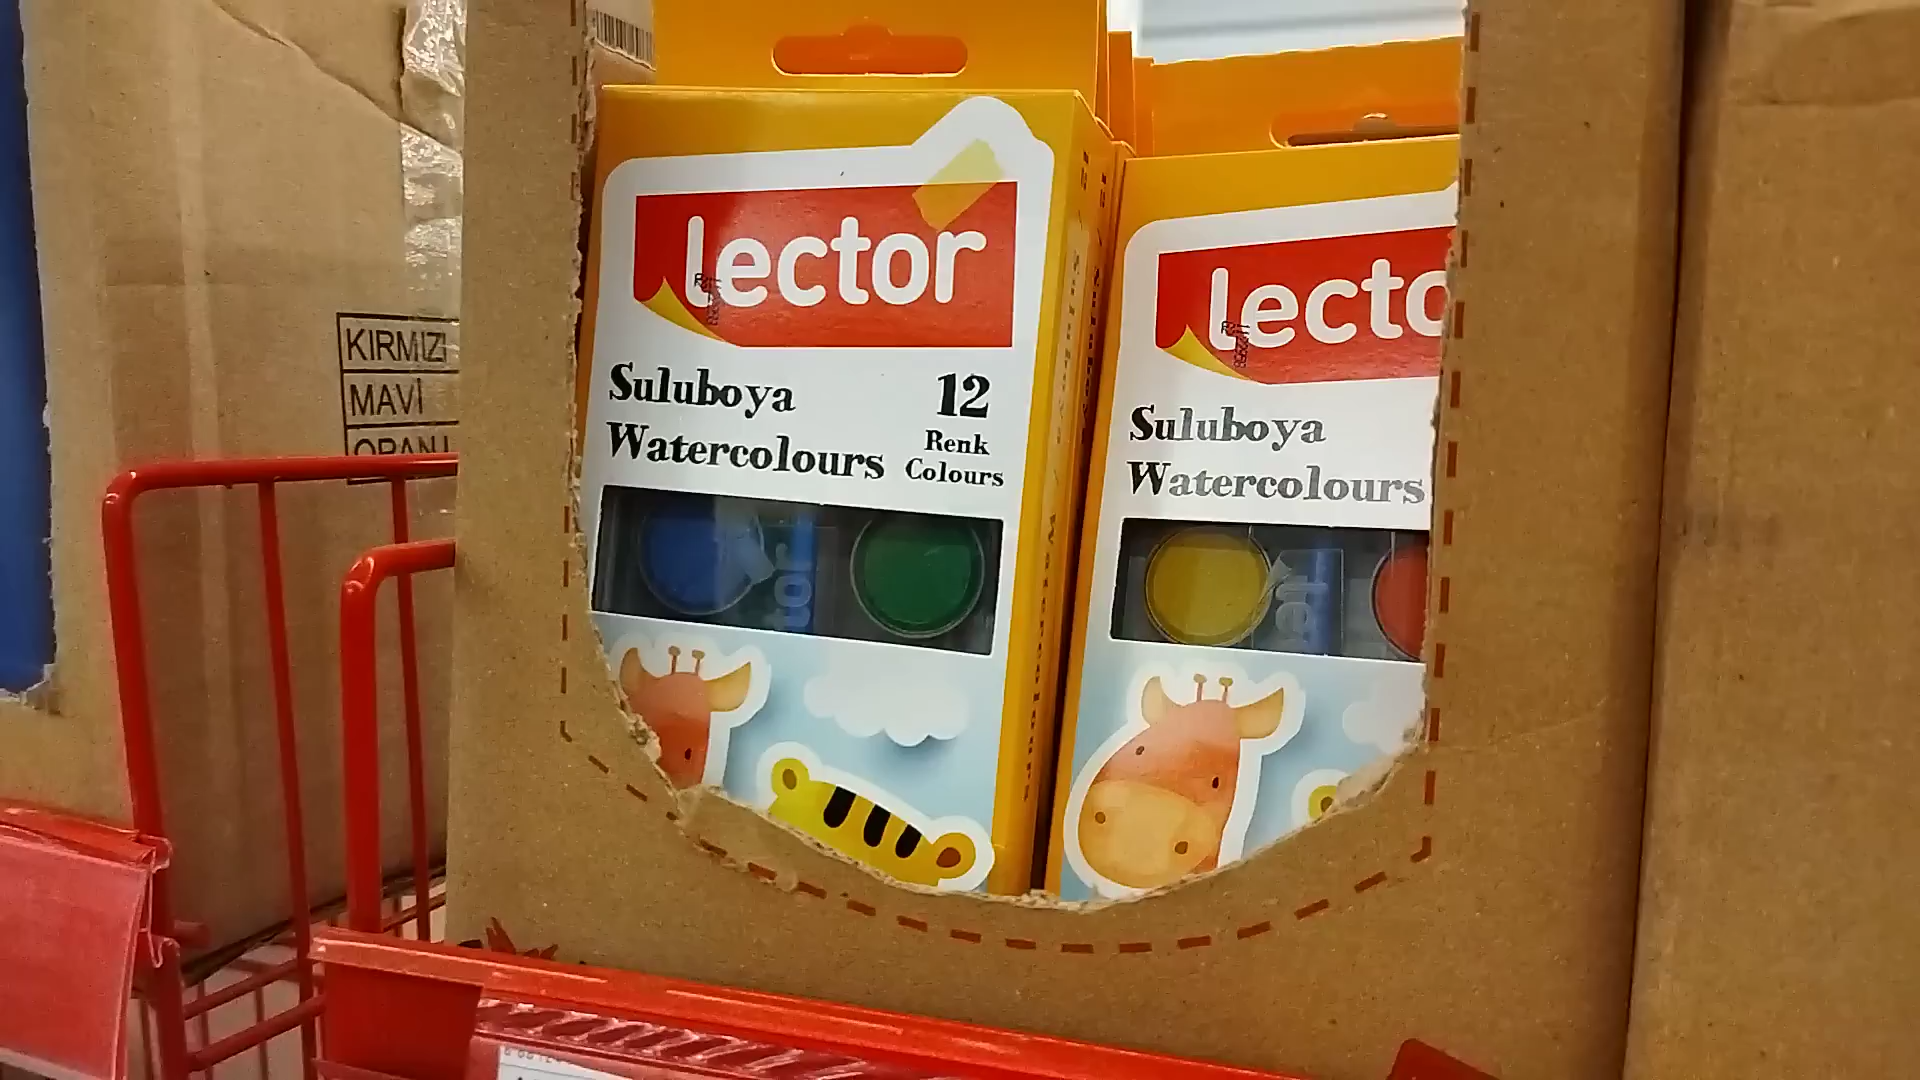 KIRMIZI
MAVİ
lector
Suluboya
Watercolours
12
Renk
Colours
lecto
Suluboya
Watercolours